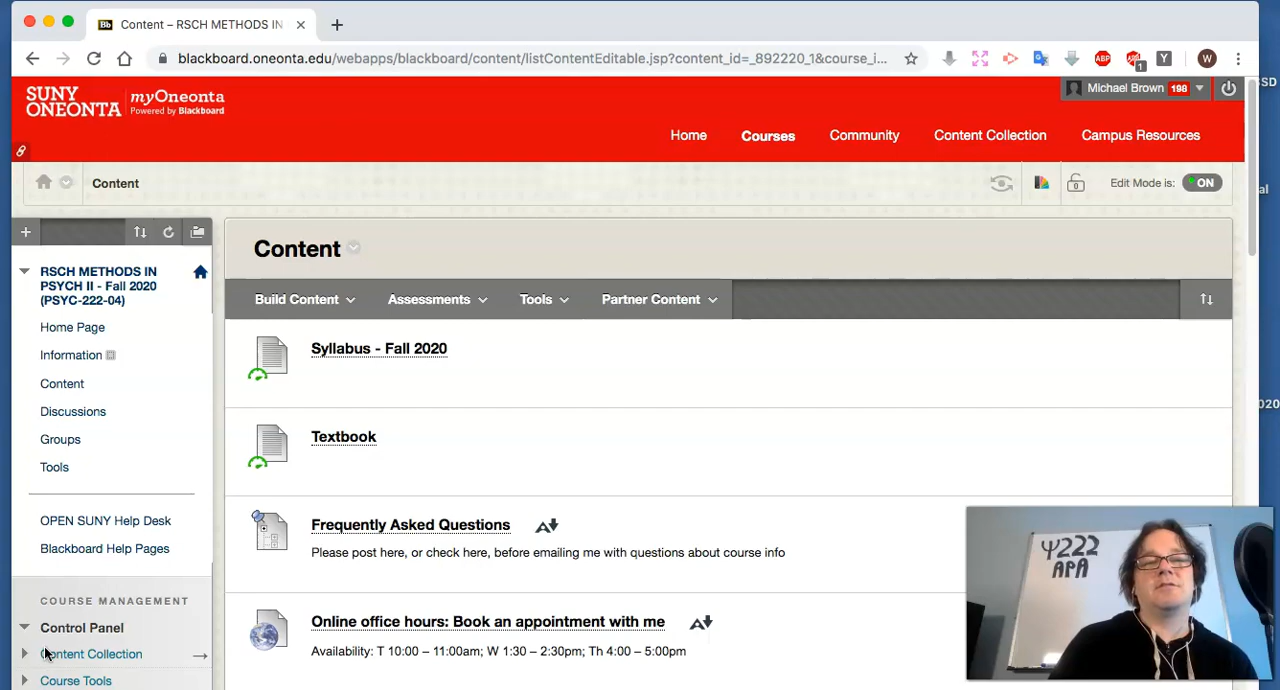 Content – RSCH METHODS IN
blackboard.oneonta.edu/webapps/blackboard/content/listContentEditable.jsp?content_id=_892220_1&course_i...
ABP
1
Y
W
SUNY
ONEONTA
myOneonta
Powered by Blackboard
Michael Brown 198
Home
Courses
Community
Content Collection
Campus Resources
Content
Edit Mode is: ON
RSCH METHODS IN
PSYCH II - Fall 2020
(PSYC-222-04)
Home Page
Information
Content
Discussions
Groups
Tools
OPEN SUNY Help Desk
Blackboard Help Pages
COURSE MANAGEMENT
Control Panel
Content Collection
Course Tools
Content
Build Content
Assessments
Tools
Partner Content
Syllabus - Fall 2020
Textbook
Frequently Asked Questions
Please post here, or check here, before emailing me with questions about course info
Online office hours: Book an appointment with me
Availability: T 10:00 – 11:00am; W 1:30 – 2:30pm; Th 4:00 – 5:00pm
Ψ222
APA
SD
al
020